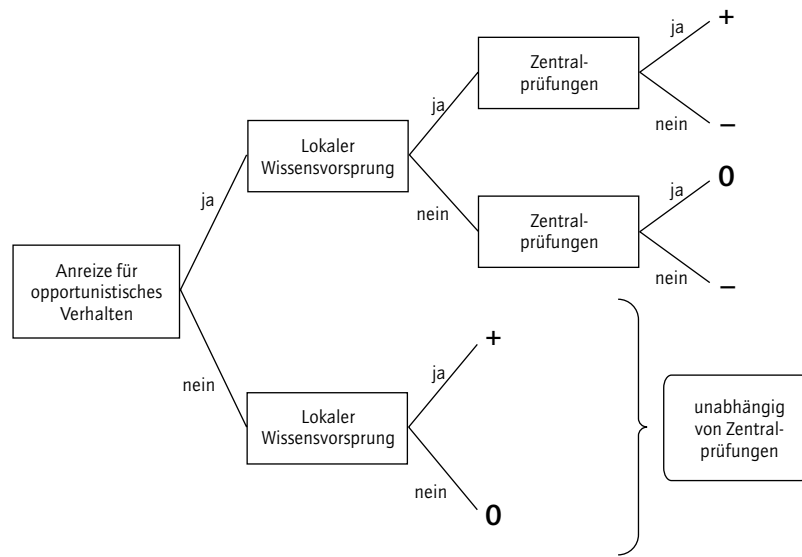 Anreize für
opportunistisches
Verhalten
ja
nein
Lokaler
Wissensvorsprung
ja
nein
Zentral-
prüfungen
ja
+
nein
–
Zentral-
prüfungen
ja
0
nein
–
Lokaler
Wissensvorsprung
ja
+
nein
0
unabhängig
von Zentral-
prüfungen